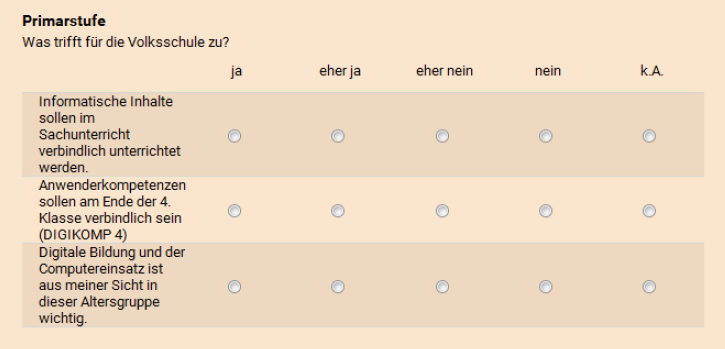 Primarstufe
Was trifft für die Volksschule zu?
ja eher ja eher nein nein k.A.
Informatische Inhalte
sollen im
Sachunterricht
verbindlich unterrichtet
werden.
Anwenderkompetenzen
sollen am Ende der 4.
Klasse verbindlich sein
(DIGIKOMP 4)
Digitale Bildung und der
Computereinsatz ist
aus meiner Sicht in
dieser Altersgruppe
wichtig.